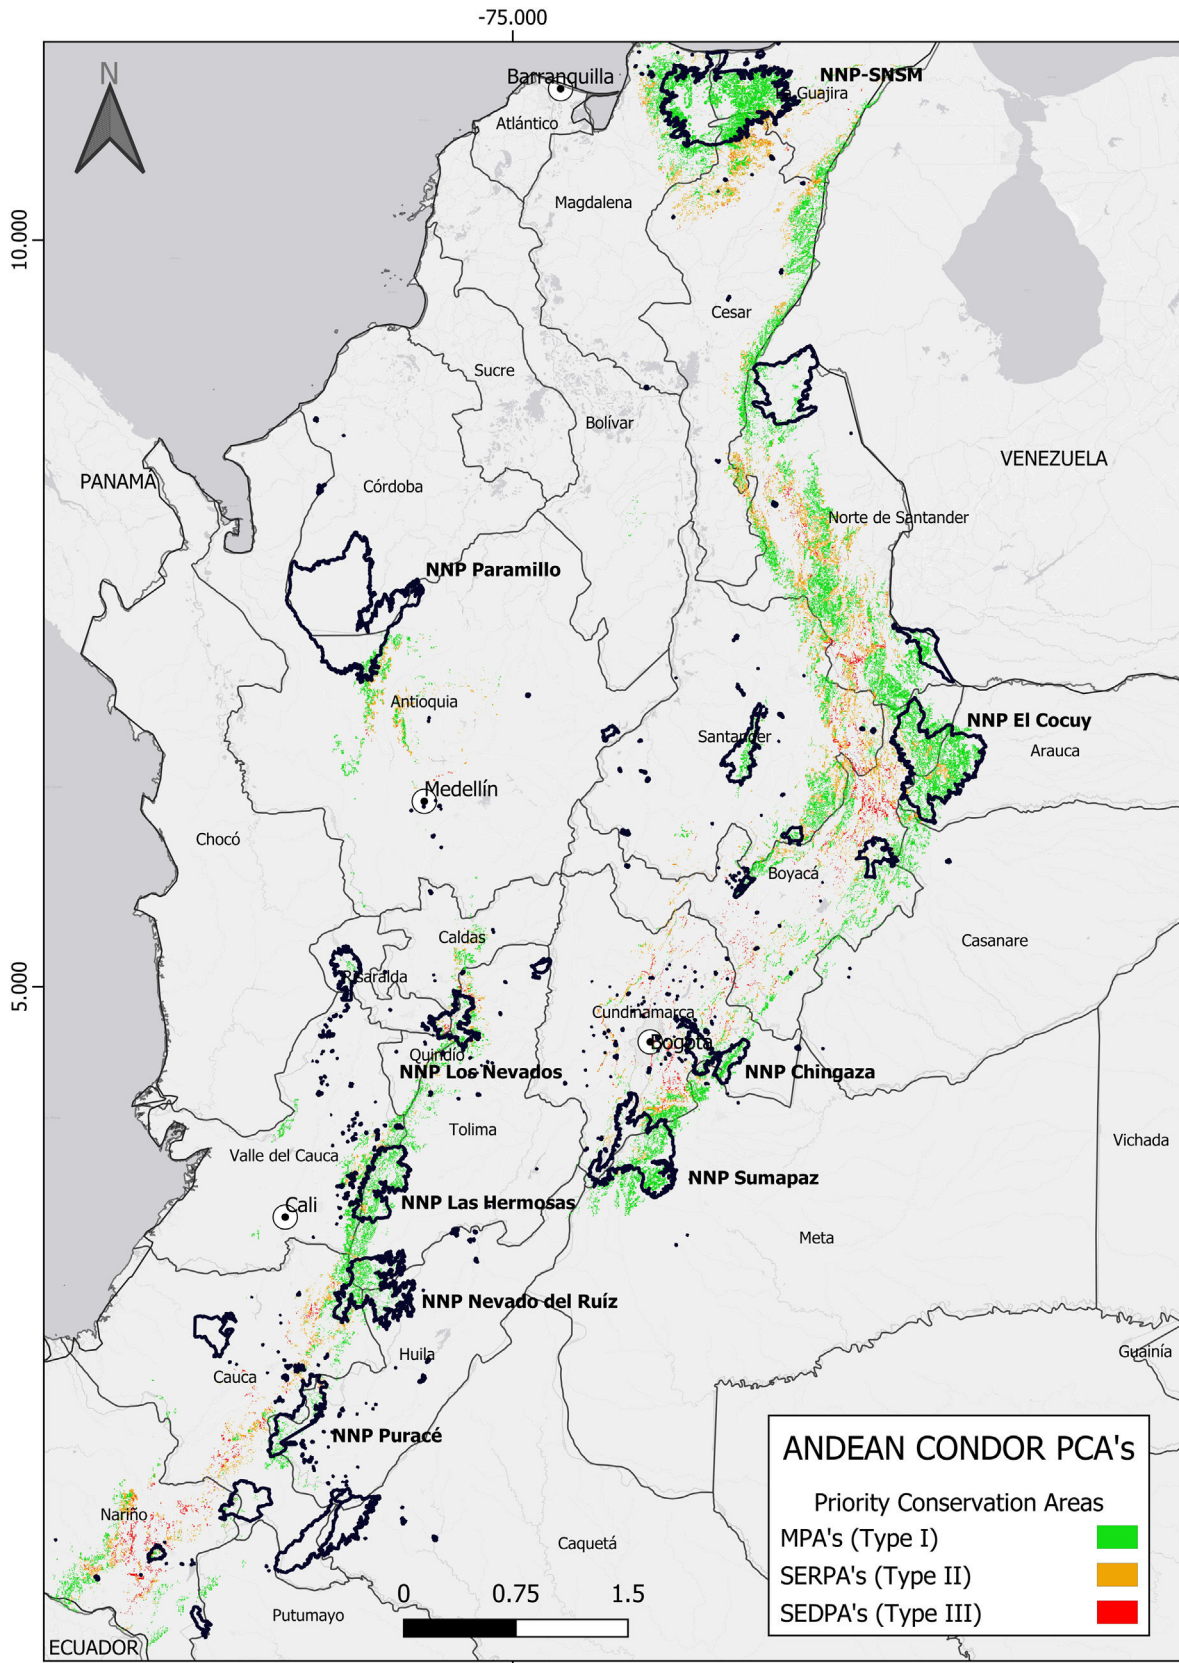 -75.000
N
Barranquilla
NNP-SNSM
La Guajira
Atlántico
Magdalena
10.000
Cesar
Sucre
Bolívar
VENEZUELA
PANAMÁ
Córdoba
Norte de Santander
NNP Paramillo
Antioquia
NNP El Cocuy
Santander
Arauca
Medellín
Chocó
Boyacá
Caldas
Casanare
Risaralda
5.000
Cundinamarca
Bogotá
Quindío
NNP Los Nevados
NNP Chingaza
Tolima
Vichada
Valle del Cauca
NNP Sumapaz
NNP Las Hermosas
Cali
Meta
NNP Nevado del Ruíz
Huila
Guainía
Cauca
NNP Puracé
ANDEAN CONDOR PCA's
Priority Conservation Areas
MPA's (Type I)
SERPA's (Type II)
SEDPA's (Type III)
Nariño
Caquetá
0 0.75 1.5
Putumayo
ECUADOR